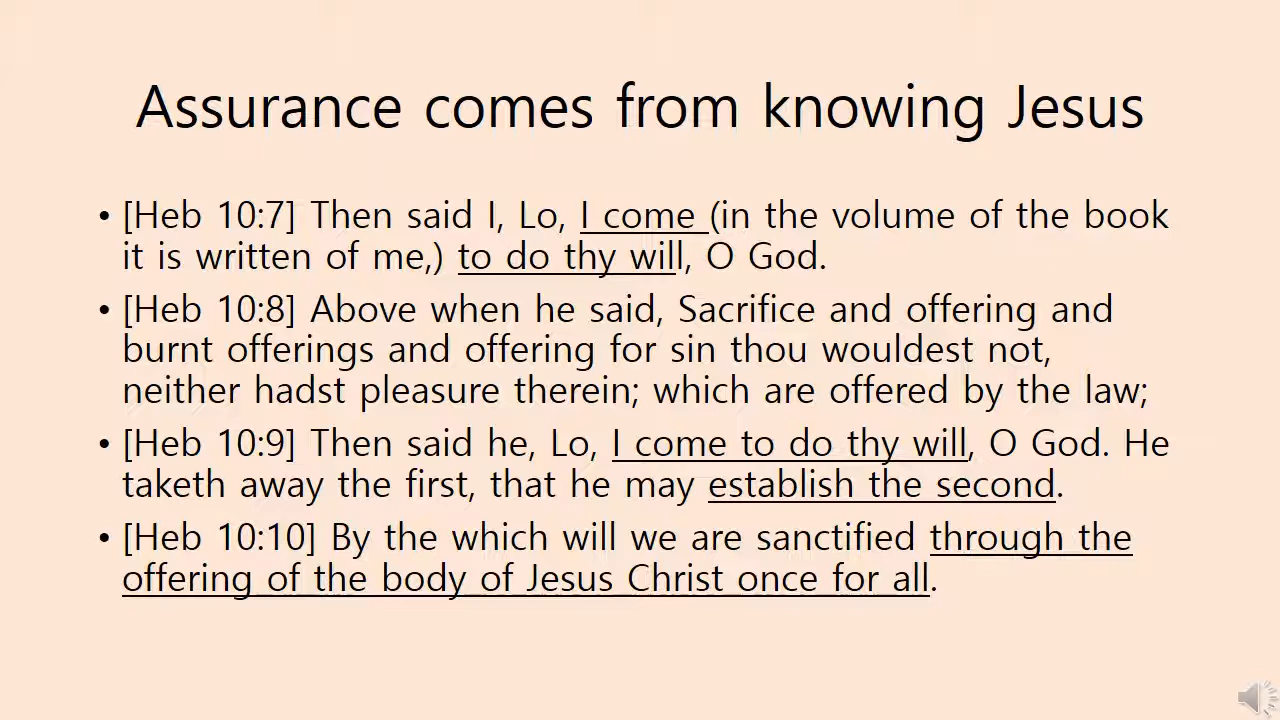 Assurance comes from knowing Jesus
• [Heb 10:7] Then said I, Lo, I come (in the volume of the book
it is written of me,) to do thy will, O God.
• [Heb 10:8] Above when he said, Sacrifice and offering and
burnt offerings and offering for sin thou wouldest not,
neither hadst pleasure therein; which are offered by the law;
• [Heb 10:9] Then said he, Lo, I come to do thy will, O God. He
taketh away the first, that he may establish the second.
• [Heb 10:10] By the which will we are sanctified through the
offering of the body of Jesus Christ once for all.